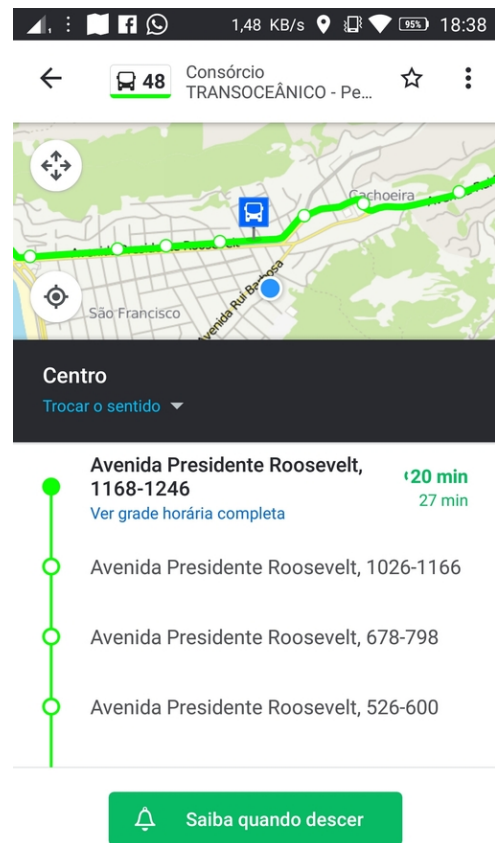 1,48 KB/s 95% 18:38
48
Consórcio
TRANSOCEÂNICO - Pe...
Cachoeira
São Francisco
Avenida Rui Barbosa
Centro
Trocar o sentido
Avenida Presidente Roosevelt,
1168-1246
20 min
Ver grade horária completa
27 min
Avenida Presidente Roosevelt, 1026-1166
Avenida Presidente Roosevelt, 678-798
Avenida Presidente Roosevelt, 526-600
Saiba quando descer